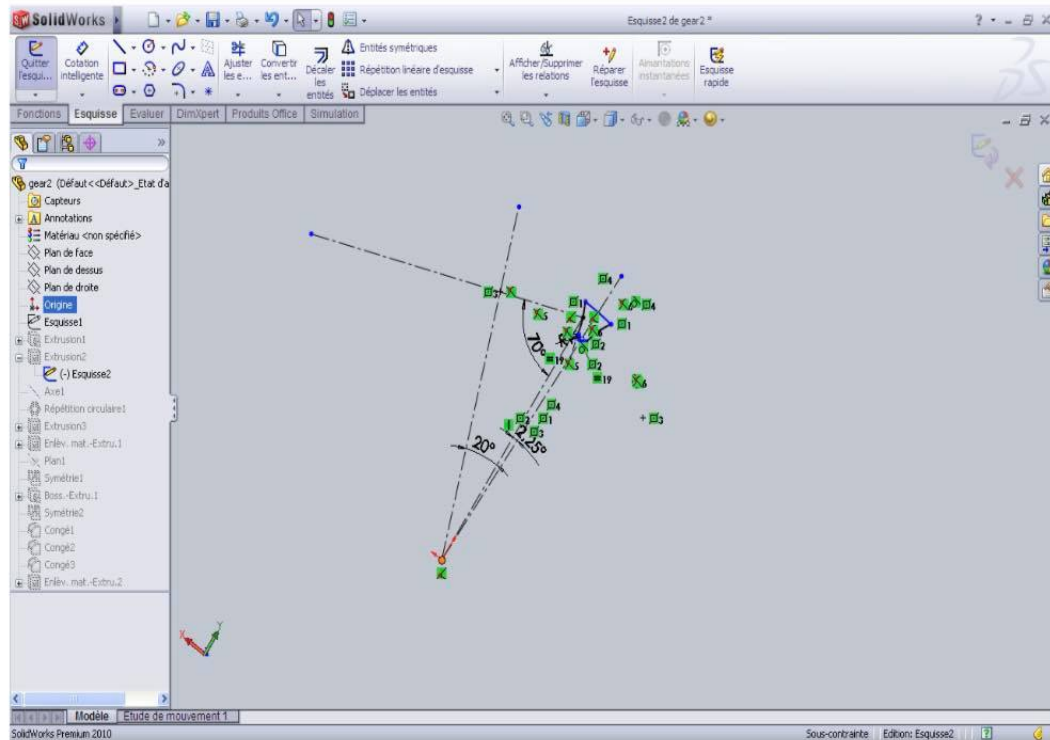 SolidWorks
Esquisse2 de gear2 *
Quitter l'esqui...
Cotation intelligente
Ajuster les e...
Convertir les ent...
Décaler les entités
Entités symétriques
Répétition linéaire d'esquisse
Déplacer les entités
Afficher/Supprimer les relations
Réparer l'esquisse
Aimantations instantanées
Esquisse rapide
Fonctions Esquisse Evaluer DimXpert Produits Office Simulation
gear2 (Défaut<<Défaut>_Etat d'a
Capteurs
Annotations
Matériau <non spécifié>
Plan de face
Plan de dessus
Plan de droite
Origine
Esquisse1
Extrusion1
Extrusion2
(-) Esquisse2
Axe1
Répétition circulaire1
Extrusion3
Enlèv. mat.-Extru.1
Plan1
Symétrie1
Boss.-Extru.1
Symétrie2
Congé1
Congé2
Congé3
Enlèv. mat.-Extru.2
70°
20°
2,25°
X
Y
Modèle Etude de mouvement 1
SolidWorks Premium 2010
Sous-contrainte Edition: Esquisse2